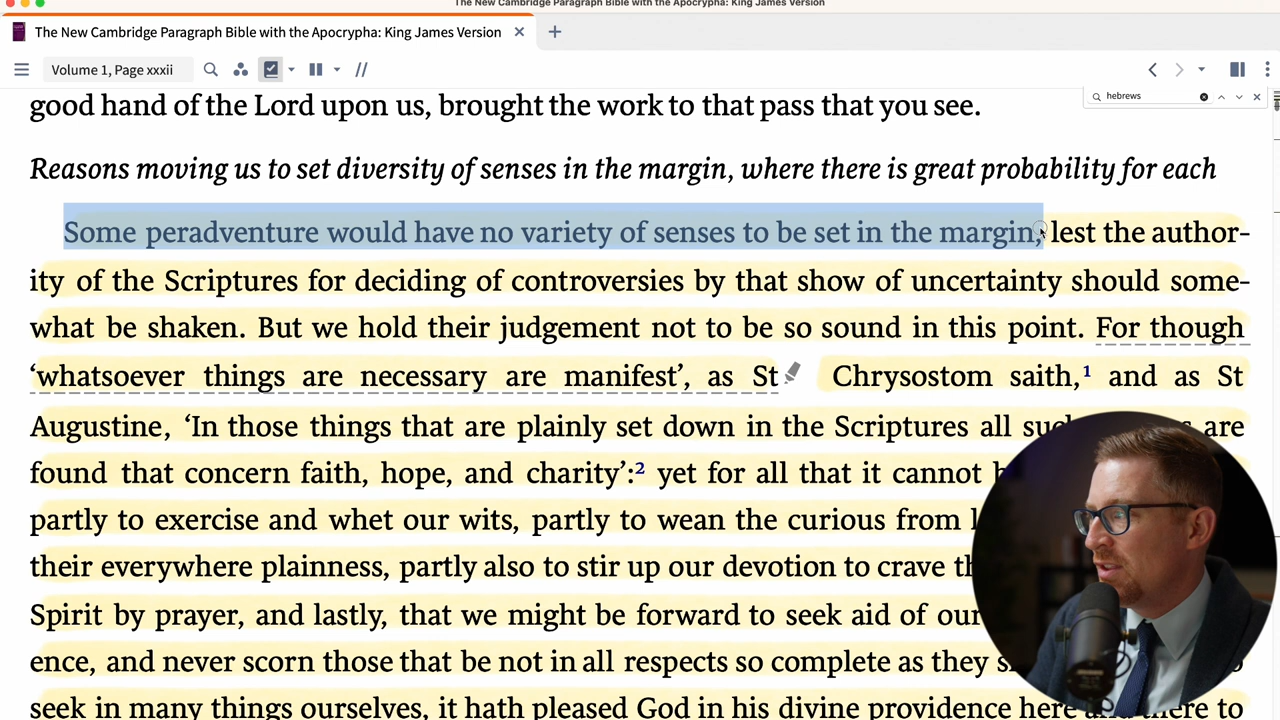 The New Cambridge Paragraph Bible with the Apocrypha: King James Version
The New Cambridge Paragraph Bible with the Apocrypha: King James Version
Volume 1, Page xxxii
hebrews
good hand of the Lord upon us, brought the work to that pass that you see.
Reasons moving us to set diversity of senses in the margin, where there is great probability for each
Some peradventure would have no variety of senses to be set in the margin, lest the author-
ity of the Scriptures for deciding of controversies by that show of uncertainty should some-
what be shaken. But we hold their judgement not to be so sound in this point. For though
‘whatsoever things are necessary are manifest’, as St Chrysostom saith,1 and as St
Augustine, ‘In those things that are plainly set down in the Scriptures all are
found that concern faith, hope, and charity’:2 yet for all that it cannot
partly to exercise and whet our wits, partly to wean the curious from
their everywhere plainness, partly also to stir up our devotion to crave
Spirit by prayer, and lastly, that we might be forward to seek aid of our
ence, and never scorn those that be not in all respects so complete as they
seek in many things ourselves, it hath pleased God in his divine providence here and there to